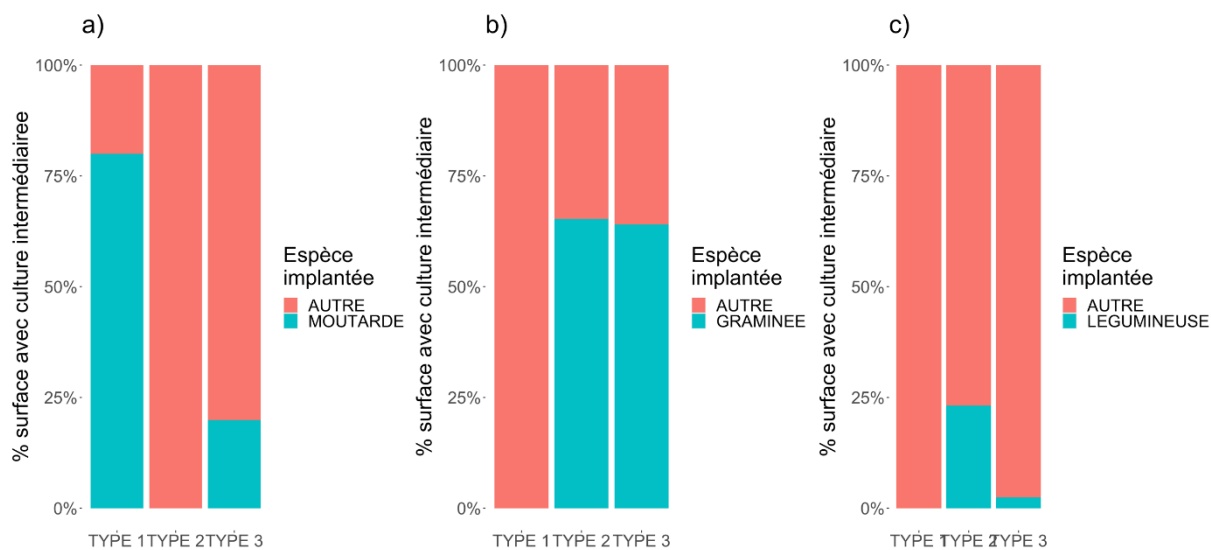 a)
% surface avec culture intermédiairee
100%
75%
50%
25%
0%
TYPE 1 TYPE 2 TYPE 3
Espèce
implantée
AUTRE
MOUTARDE
b)
% surface avec culture intermédiaire
100%
75%
50%
25%
0%
TYPE 1 TYPE 2 TYPE 3
Espèce
implantée
AUTRE
GRAMINEE
c)
% surface avec culture intermédiaire
100%
75%
50%
25%
0%
TYPE 1 TYPE 2 TYPE 3
Espèce
implantée
AUTRE
LEGUMINEUSE